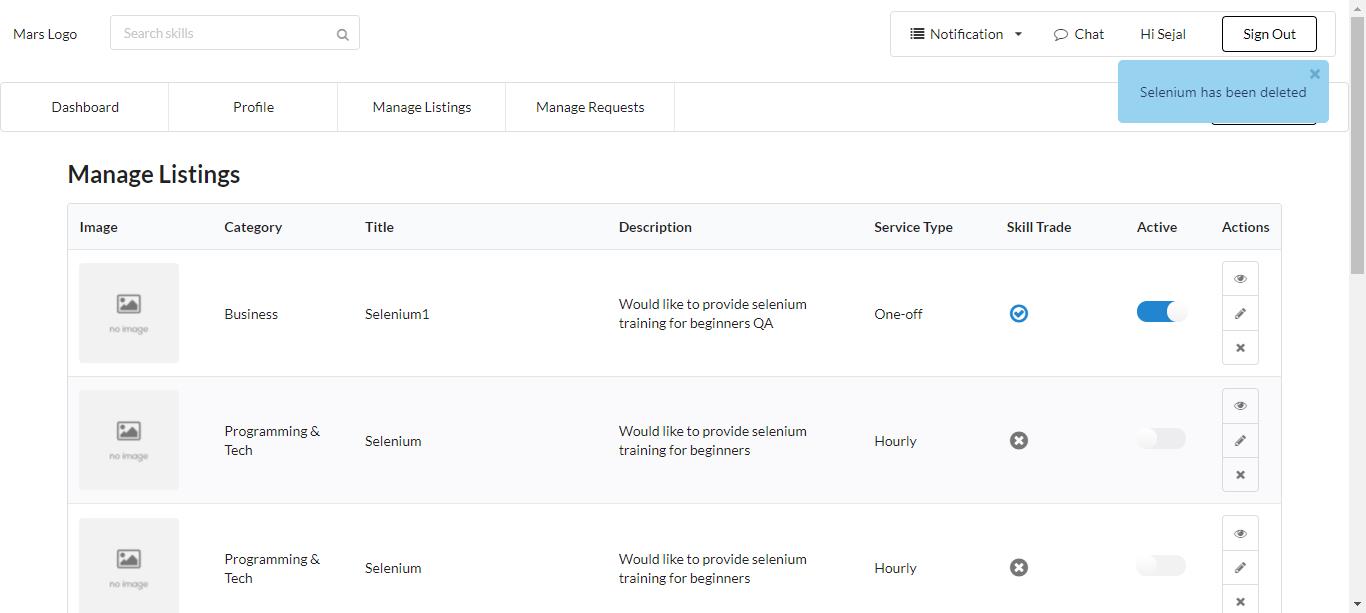 Mars Logo
Search skills
Notification
Chat
Hi Sejal
Sign Out
Selenium has been deleted
Dashboard
Profile
Manage Listings
Manage Requests
Manage Listings
Image
Category
Title
Description
Service Type
Skill Trade
Active
Actions
no image
Business
Selenium1
Would like to provide selenium
training for beginners QA
One-off
no image
Programming &
Tech
Selenium
Would like to provide selenium
training for beginners
Hourly
no image
Programming &
Tech
Selenium
Would like to provide selenium
training for beginners
Hourly